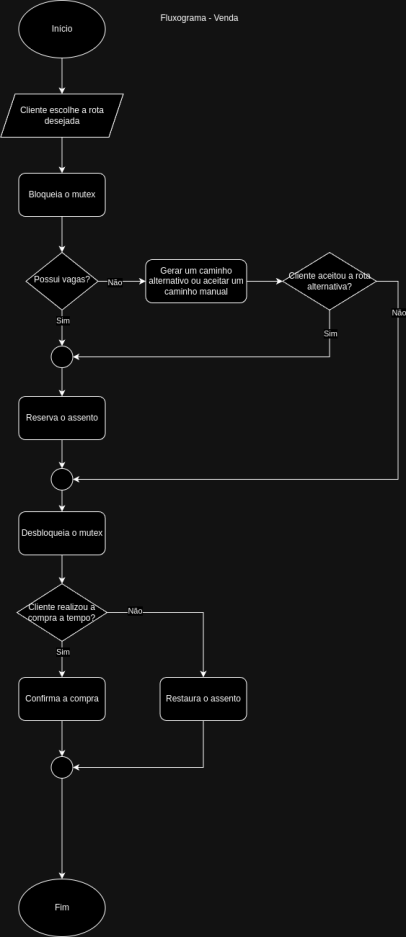 Fluxograma - Venda
Início
Cliente escolhe a rota
desejada
Bloqueia o mutex
Possui vagas?
Não
Gerar um caminho
alternativo ou aceitar um
caminho manual
Cliente aceitou a rota
alternativa?
Não
Sim
Sim
Reserva o assento
Desbloqueia o mutex
Cliente realizou a
compra a tempo?
Não
Sim
Confirma a compra
Restaura o assento
Fim